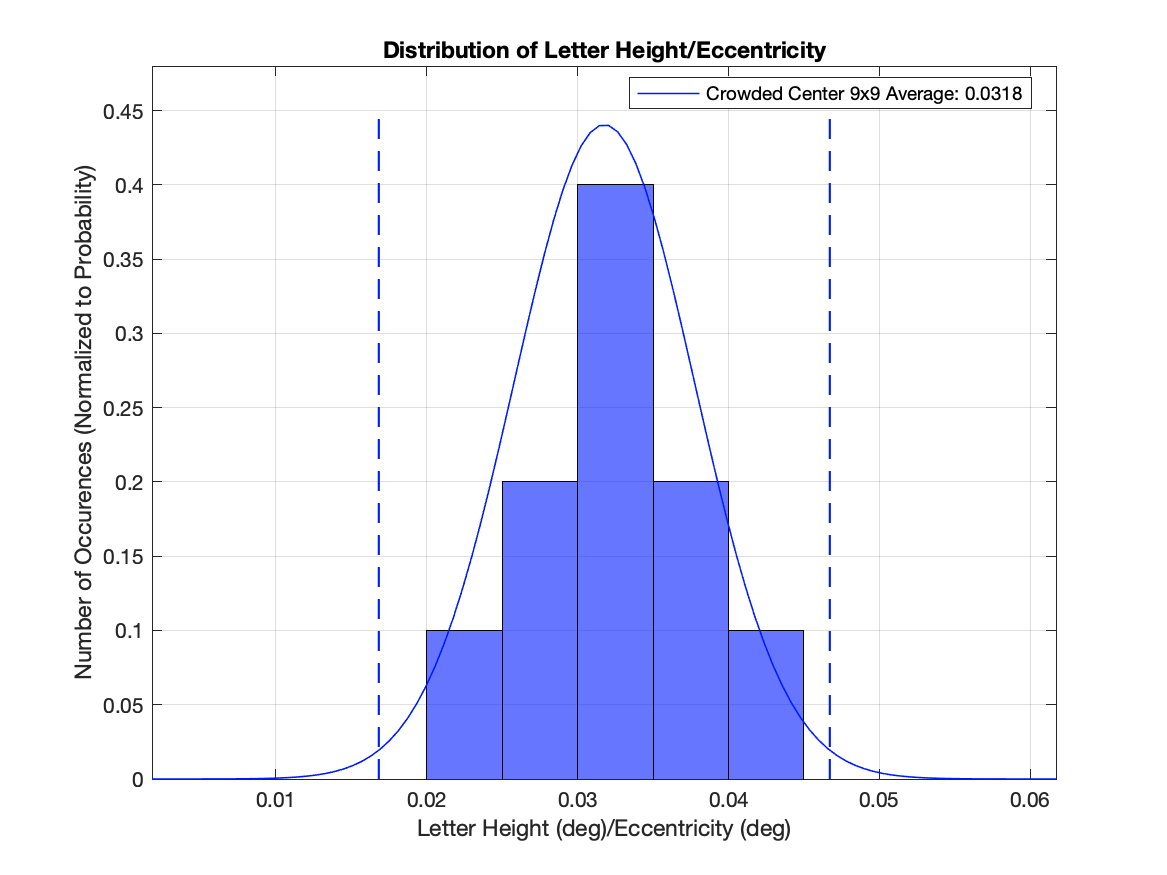 Distribution of Letter Height/Eccentricity
Crowded Center 9x9 Average: 0.0318
Number of Occurences (Normalized to Probability)
0.45
0.4
0.35
0.3
0.25
0.2
0.15
0.1
0.05
0
0.01 0.02 0.03 0.04 0.05 0.06
Letter Height (deg)/Eccentricity (deg)